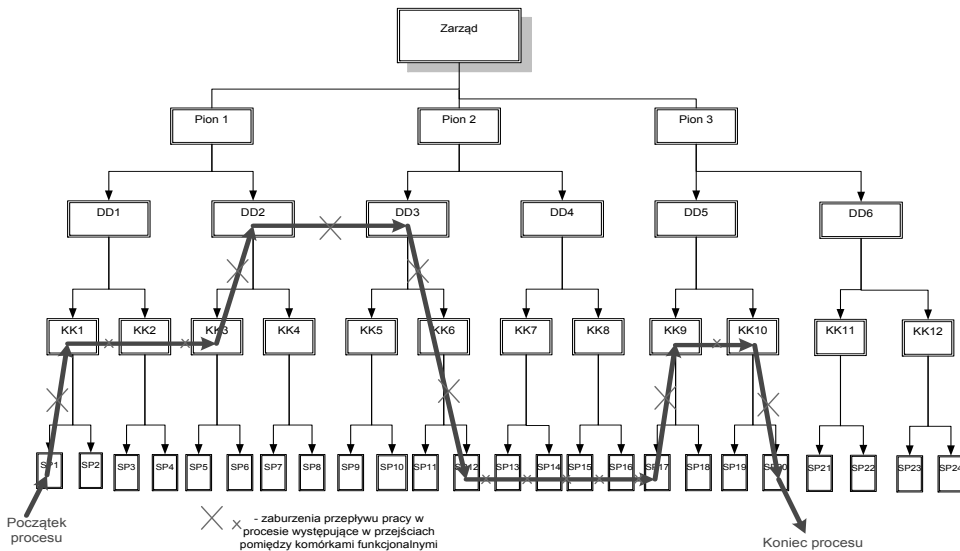 Zarząd
Pion 1 Pion 2 Pion 3
DD1 DD2 DD3 DD4 DD5 DD6
KK1 KK2 KK3 KK4 KK5 KK6 KK7 KK8 KK9 KK10 KK11 KK12
SP1 SP2 SP3 SP4 SP5 SP6 SP7 SP8 SP9 SP10 SP11 SP12 SP13 SP14 SP15 SP16 SP17 SP18 SP19 SP20 SP21 SP22 SP23 SP24
Początek
procesu
- zaburzenia przepływu pracy w
procesie występujące w przejściach
pomiędzy komórkami funkcjonalnymi
Koniec procesu